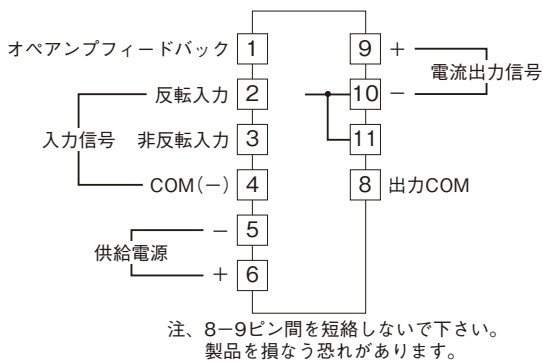 オペアンプフィードバック 1 9 +
電流出力信号
反転入力 2 10 −
入力信号 非反転入力 3 11
COM(−) 4 8 出力COM
− 5
供給電源
+ 6
注、8−9ピン間を短絡しないで下さい。
製品を損なう恐れがあります。